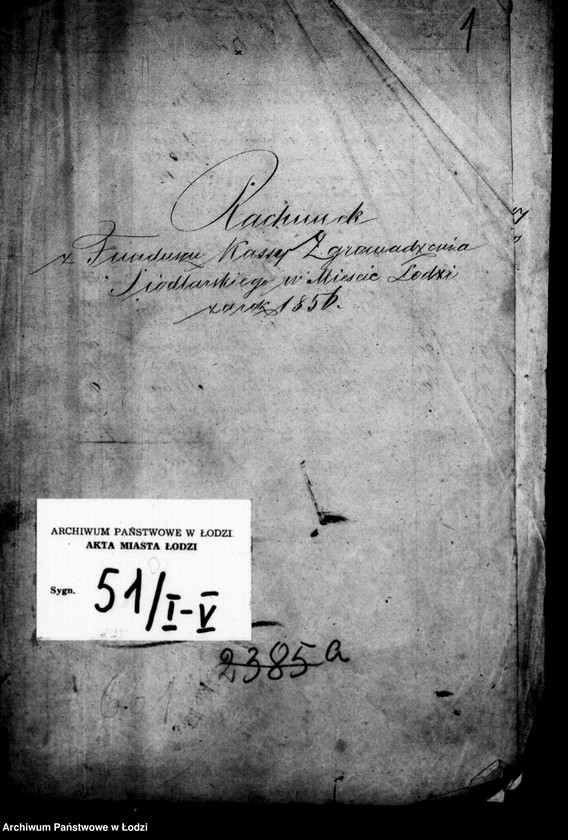 1
Rachunek
z Funduszu Kassy Zgromadzenia
Siodlarskiego w Mieście Łodzi
za rok 1856.
ARCHIWUM PAŃSTWOWE W ŁODZI
AKTA MIASTA ŁODZI
Sygn. 51/I-V
2385a
Archiwum Państwowe w Łodzi